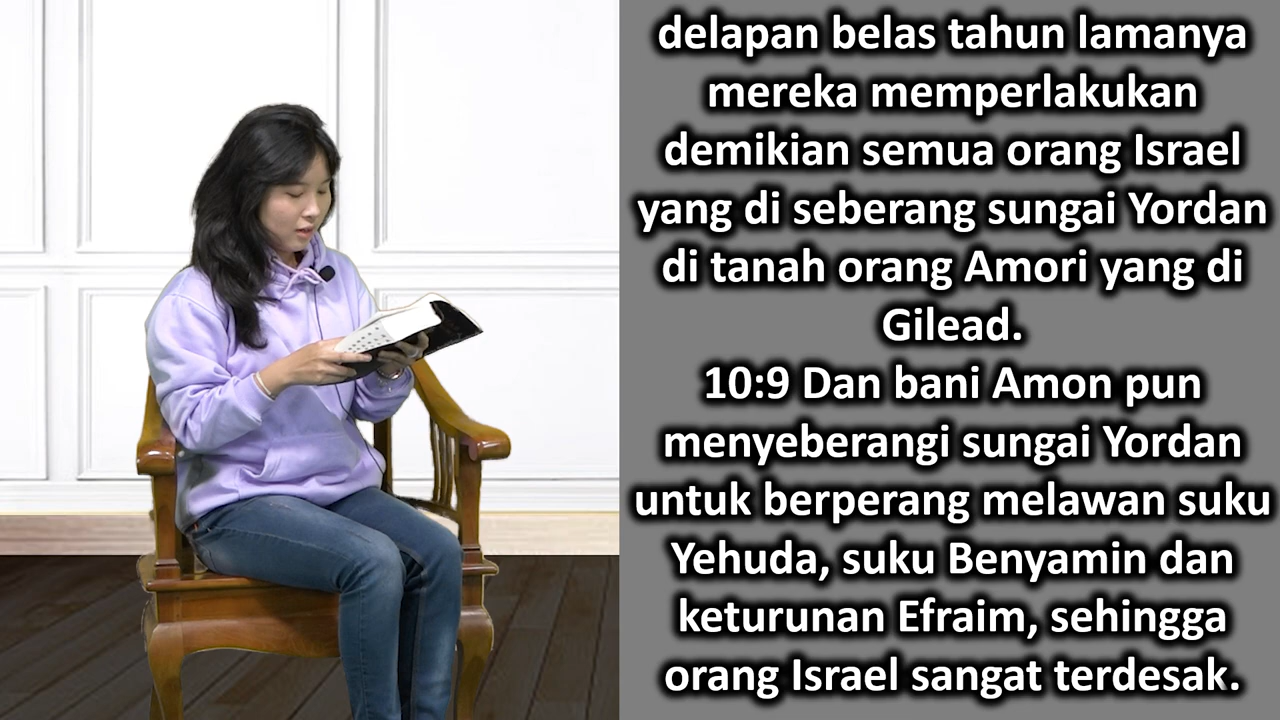 delapan belas tahun lamanya
mereka memperlakukan
demikian semua orang Israel
yang di seberang sungai Yordan
di tanah orang Amori yang di
Gilead.
10:9 Dan bani Amon pun
menyeberangi sungai Yordan
untuk berperang melawan suku
Yehuda, suku Benyamin dan
keturunan Efraim, sehingga
orang Israel sangat terdesak.